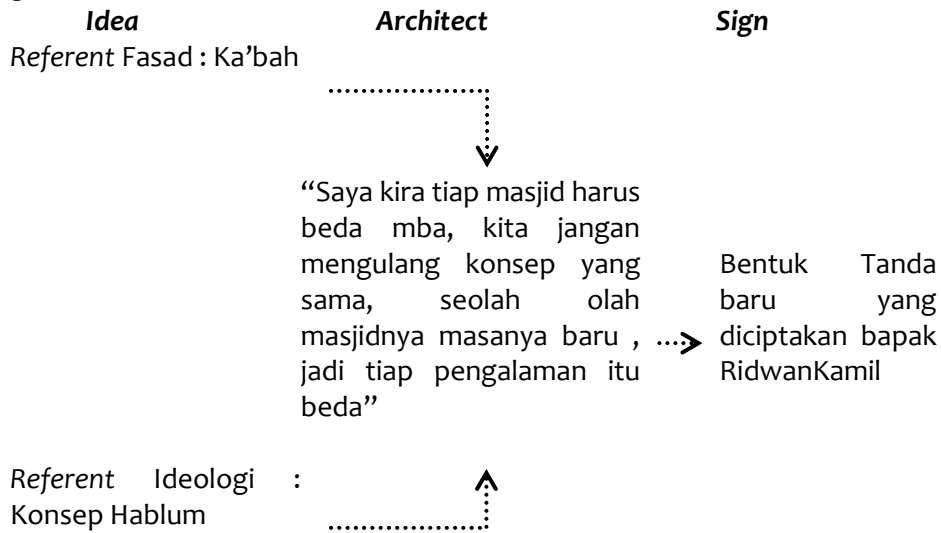 Idea Architect Sign
Referent Fasad : Ka’bah
“Saya kira tiap masjid harus
beda mba, kita jangan
mengulang konsep yang
sama, seolah olah
masjidnya masanya baru ,
jadi tiap pengalaman itu
beda”
Bentuk Tanda
baru yang
diciptakan bapak
RidwanKamil
Referent Ideologi :
Konsep Hablum